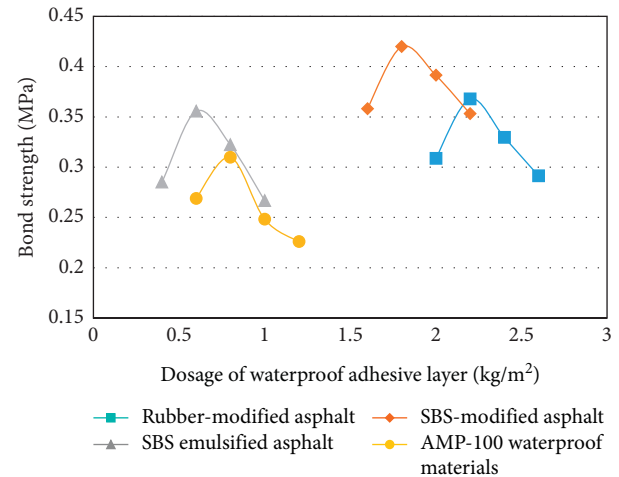 0.45
0.4
0.35
0.3
0.25
0.2
0.15
Bond strength (MPa)
0 0.5 1 1.5 2 2.5 3
Dosage of waterproof adhesive layer (kg/m²)
Rubber-modified asphalt
SBS emulsified asphalt
SBS-modified asphalt
AMP-100 waterproof
materials